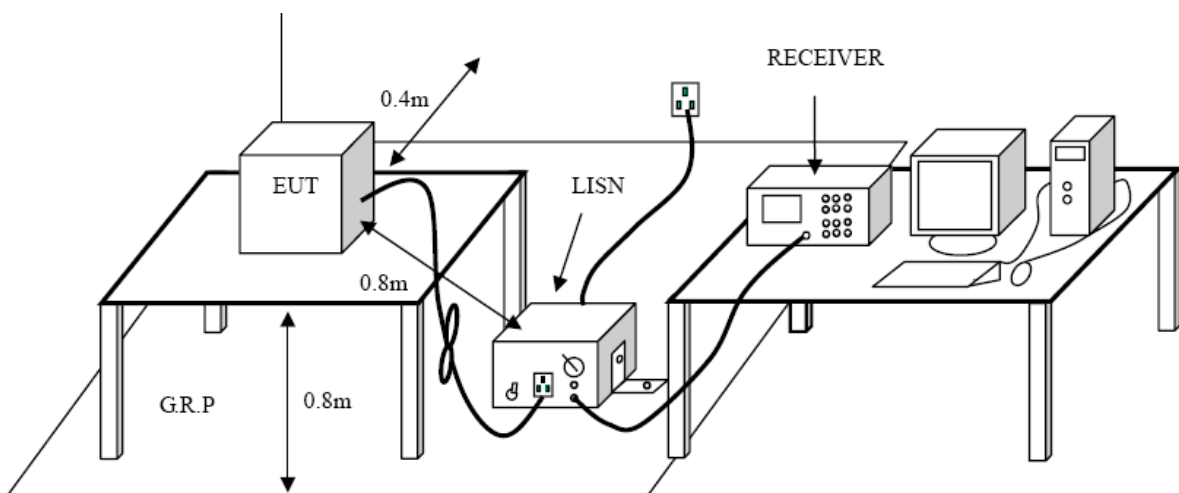 RECEIVER
0.4m
EUT
LISN
0.8m
G.R.P
0.8m